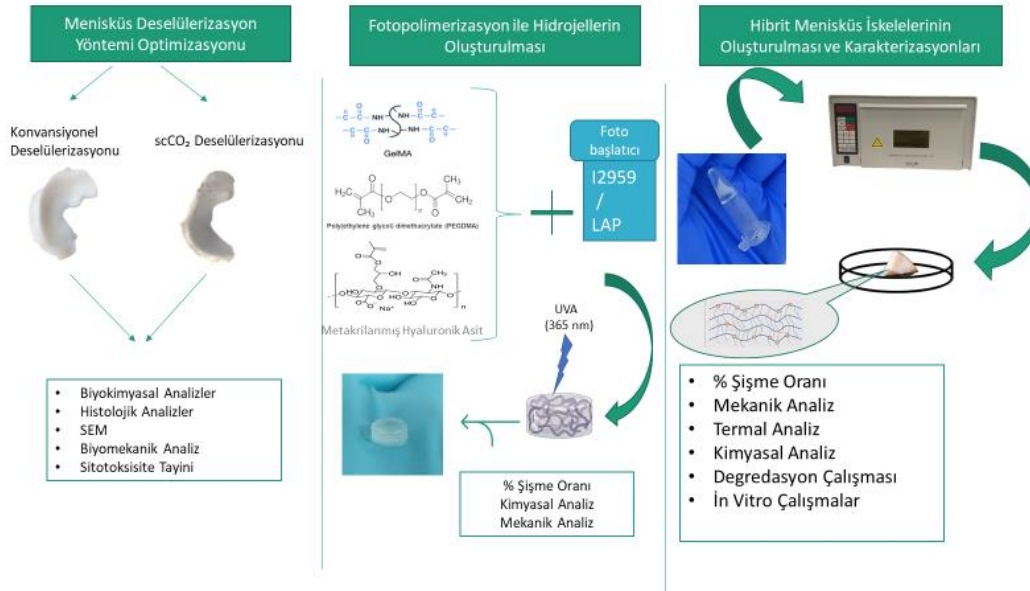 Menisküs Deselülerizasyon
Yöntemi Optimizasyonu
Konvansiyonel
Deselülerizasyonu
scCO₂ Deselülerizasyonu
• Biyokimyasal Analizler
• Histolojik Analizler
• SEM
• Biyomekanik Analiz
• Sitotoksisite Tayini
Fotopolimerizasyon ile Hidrojellerin
Oluşturulması
GelMA
Poly(ethylene glycol) dimethacrylate (PEGDMA)
Metakrilanmış Hyaluronik Asit
Foto
başlatıcı
I2959
/
LAP
UVA
(365 nm)
% Şişme Oranı
Kimyasal Analiz
Mekanik Analiz
Hibrit Menisküs İskelelerinin
Oluşturulması ve Karakterizasyonları
• % Şişme Oranı
• Mekanik Analiz
• Termal Analiz
• Kimyasal Analiz
• Degredasyon Çalışması
• İn Vitro Çalışmalar